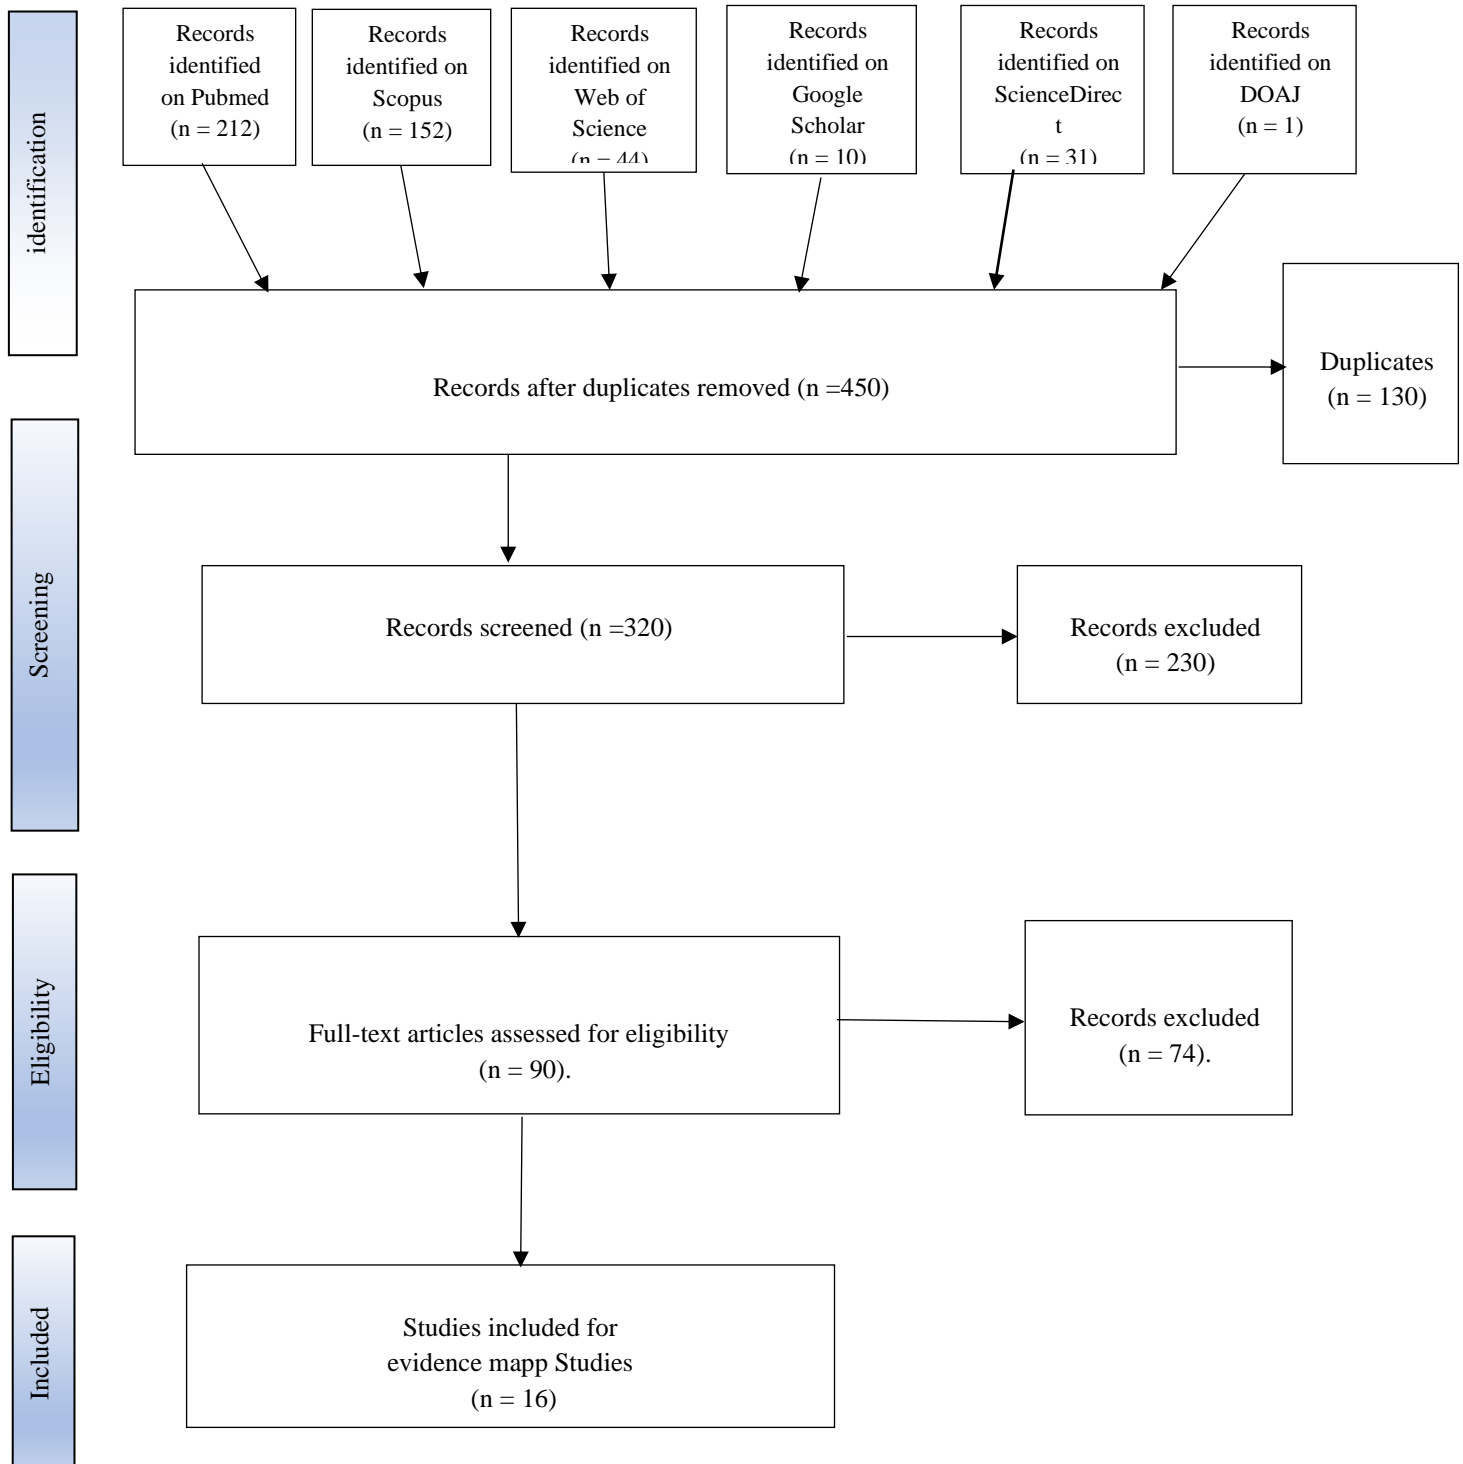 identification
Records
identified
on Pubmed
(n = 212)
Records
identified on
Scopus
(n = 152)
Records
identified on
Web of
Science
(n = 44)
Records
identified on
Google
Scholar
(n = 10)
Records
identified on
ScienceDirec
t
(n = 31)
Records
identified on
DOAJ
(n = 1)
Records after duplicates removed (n =450)
Duplicates
(n = 130)
Screening
Records screened (n =320)
Records excluded
(n = 230)
Eligibility
Full-text articles assessed for eligibility
(n = 90).
Records excluded
(n = 74).
Included
Studies included for
evidence mapp Studies
(n = 16)